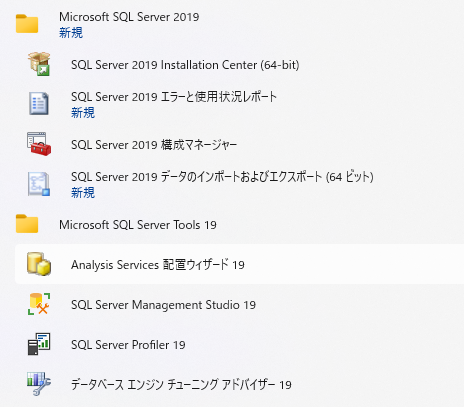 Microsoft SQL Server 2019
新規
SQL Server 2019 Installation Center (64-bit)
SQL Server 2019 エラーと使用状況レポート
新規
SQL Server 2019 構成マネージャー
SQL Server 2019 データのインポートおよびエクスポート (64 ビット)
新規
Microsoft SQL Server Tools 19
Analysis Services 配置ウィザード 19
SQL Server Management Studio 19
SQL Server Profiler 19
データベース エンジン チューニング アドバイザー 19